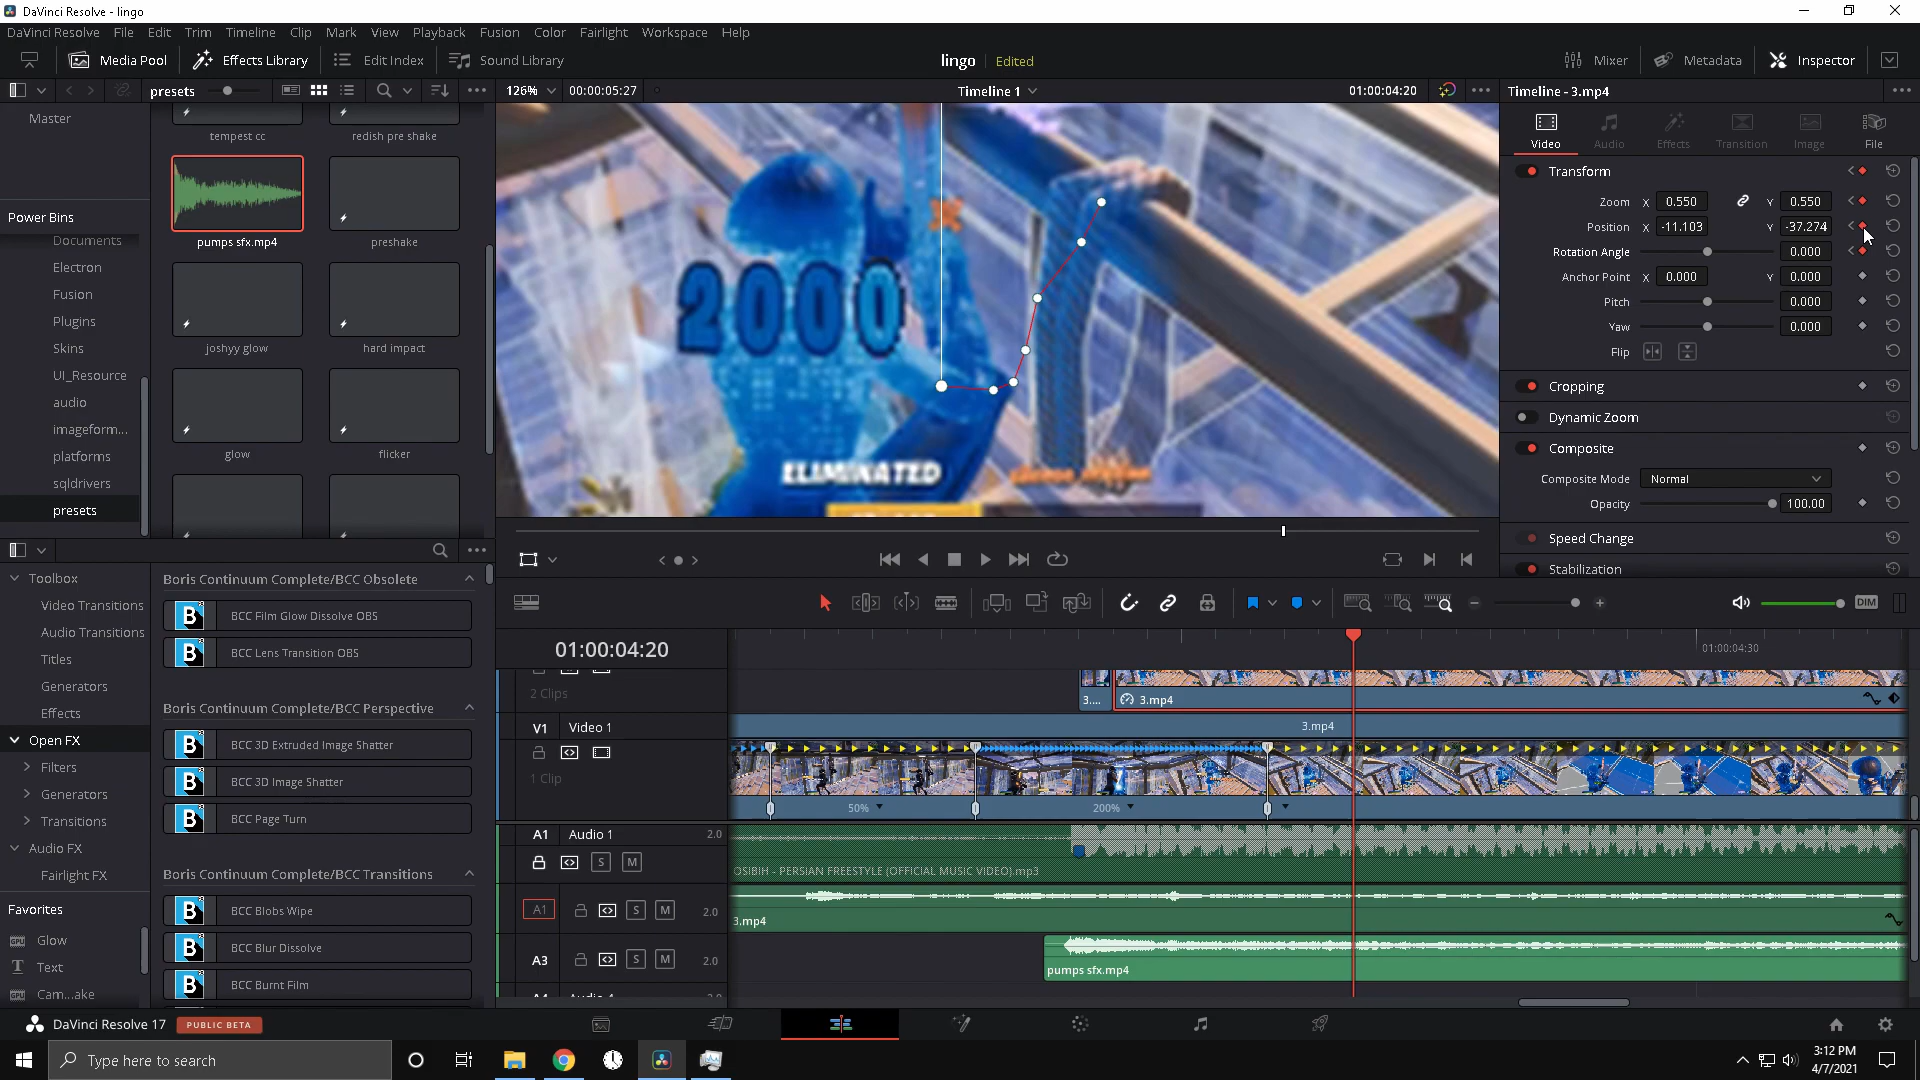 DaVinci Resolve - lingo
DaVinci Resolve File Edit Trim Timeline Clip Mark View Playback Fusion Color Fairlight Workspace Help
Media Pool Effects Library Edit Index Sound Library lingo Edited Mixer Metadata Inspector
presets 126% 00:00:05:27 Timeline 1 01:00:04:20 Timeline - 3.mp4
Master
tempest cc
redish pre shake
pumps sfx.mp4
preshake
joshyy glow
hard impact
glow
flicker
Power Bins
Documents
Electron
Fusion
Plugins
Skins
UI_Resource
audio
imageform...
platforms
sqldrivers
presets
2000
ELIMINATED
Video Audio Effects Transition Image File
Transform
Zoom X 0.550 Y 0.550
Position X -11.103 Y -37.274
Rotation Angle 0.000
Anchor Point X 0.000 Y 0.000
Pitch 0.000
Yaw 0.000
Flip
Cropping
Dynamic Zoom
Composite
Composite Mode Normal
Opacity 100.00
Speed Change
Stabilization
Toolbox
Video Transitions
Audio Transitions
Titles
Generators
Effects
Open FX
Filters
Generators
Transitions
Audio FX
Fairlight FX
Favorites
Glow
T Text
Cam...ake
Boris Continuum Complete/BCC Obsolete
B BCC Film Glow Dissolve OBS
B BCC Lens Transition OBS
Boris Continuum Complete/BCC Perspective
B BCC 3D Extruded Image Shatter
B BCC 3D Image Shatter
B BCC Page Turn
Boris Continuum Complete/BCC Transitions
B BCC Blobs Wipe
B BCC Blur Dissolve
B BCC Burnt Film
DIM
01:00:04:20
01:00:04:30
2 Clips
3.... 3.mp4
V1 Video 1
3.mp4
1 Clip
50% 200%
A1 Audio 1 2.0
S M
OSIBIH - PERSIAN FREESTYLE (OFFICIAL MUSIC VIDEO).mp3
A1 S M 2.0
3.mp4
A3 S M 2.0
pumps sfx.mp4
DaVinci Resolve 17 PUBLIC BETA
Type here to search
3:12 PM
4/7/2021